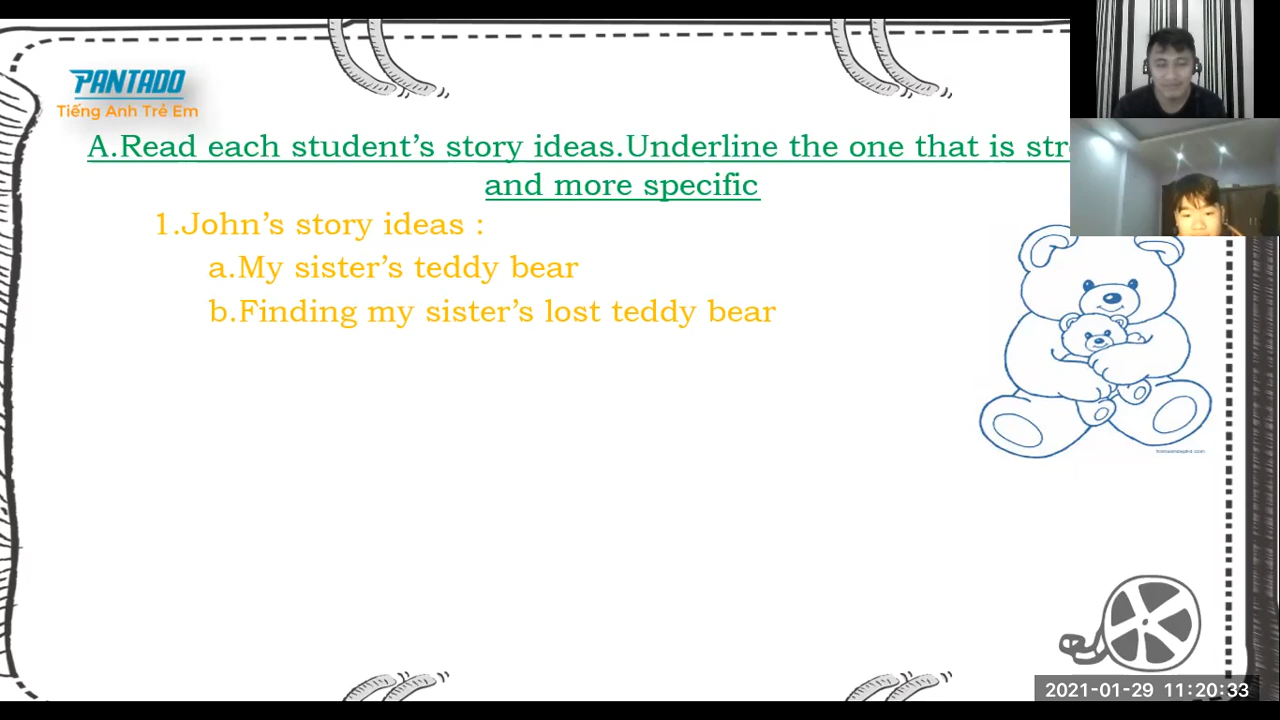 PANTADO
Tiếng Anh Trẻ Em
A.Read each student's story ideas.Underline the one that is
and more specific
1.John's story ideas :
a.My sister's teddy bear
b.Finding my sister's lost teddy bear
2021-01-29 11:20:33